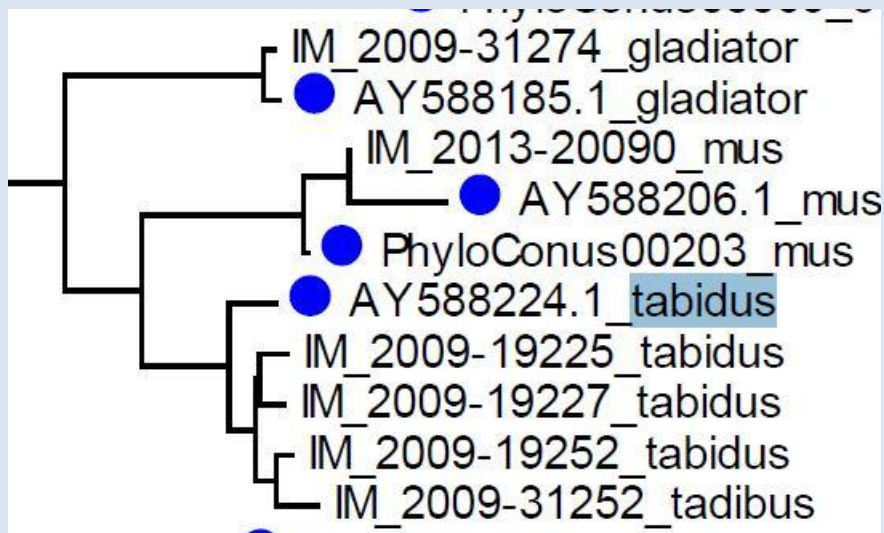 IM_2009-31274_gladiator
AY588185.1_gladiator
IM_2013-20090_mus
AY588206.1_mus
PhyloConus00203_mus
AY588224.1_tabidus
IM_2009-19225_tabidus
IM_2009-19227_tabidus
IM_2009-19252_tabidus
IM_2009-31252_tadibus